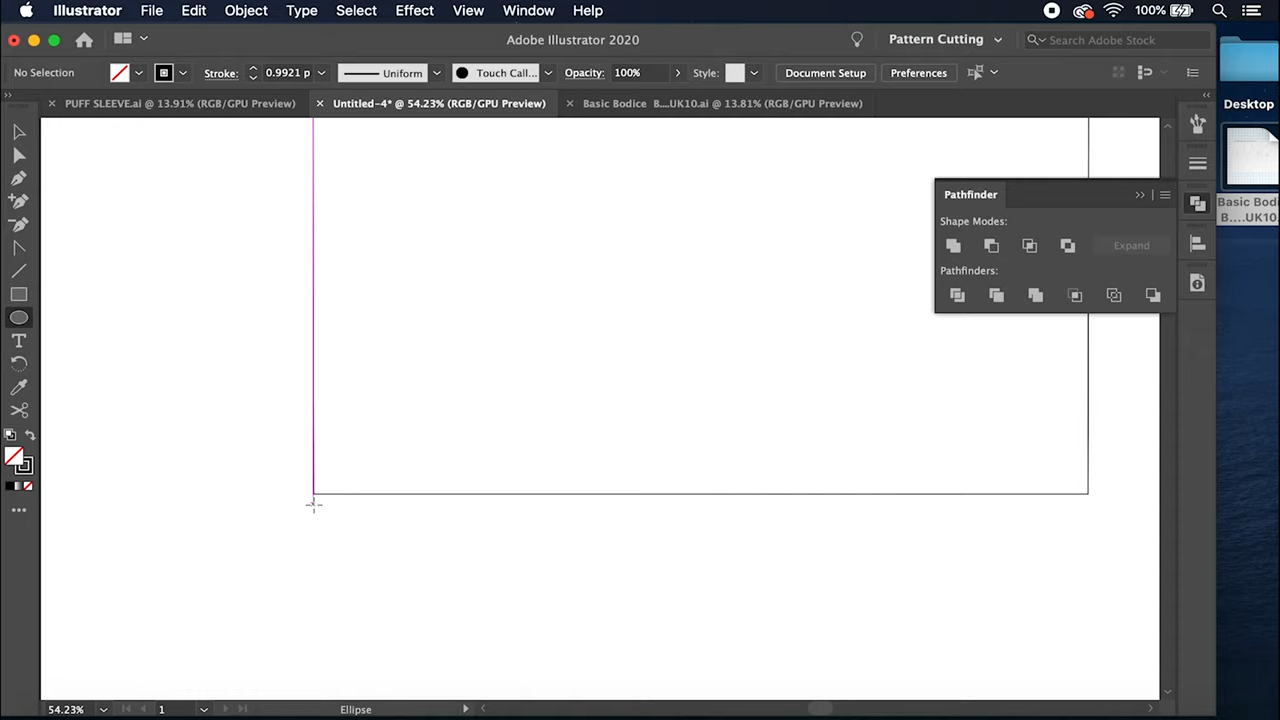 Illustrator File Edit Object Type Select Effect View Window Help 100%
Adobe Illustrator 2020 Pattern Cutting Search Adobe Stock
No Selection Stroke: 0.9921 p Uniform Touch Call... Opacity: 100% Style: Document Setup Preferences
PUFF SLEEVE.ai @ 13.91% (RGB/GPU Preview) Untitled-4* @ 54.23% (RGB/GPU Preview) Basic Bodice B....UK10.ai @ 13.81% (RGB/GPU Preview)
Desktop
Pathfinder
Shape Modes:
Expand
Pathfinders:
Basic Bodi
B....UK10.
54.23% 1 Ellipse